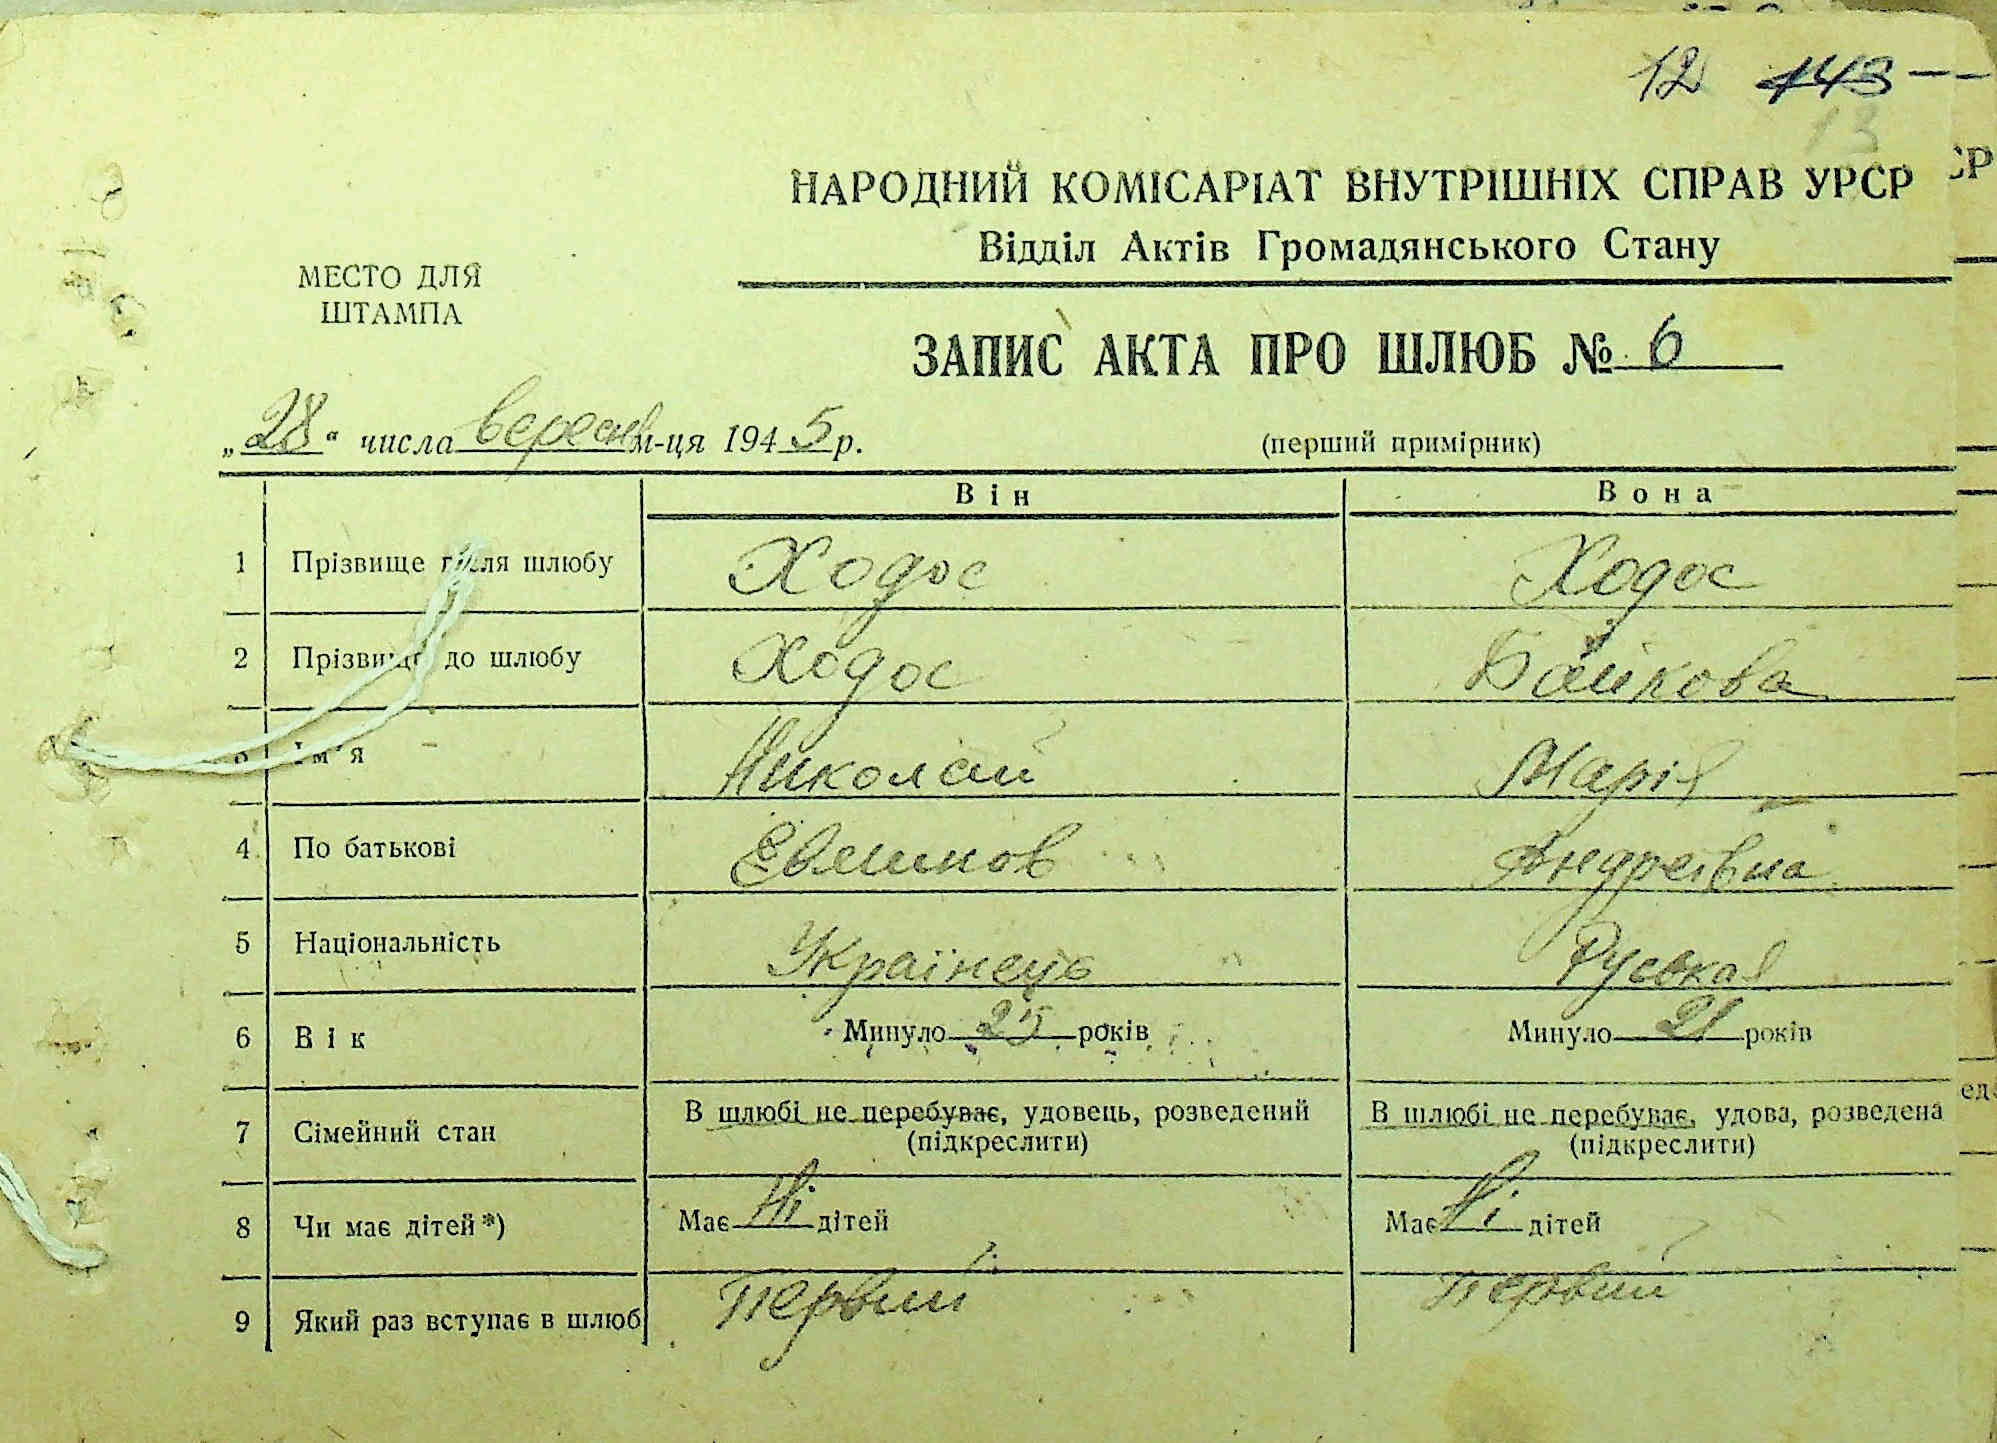 12 143 —
13
НАРОДНИЙ КОМІСАРІАТ ВНУТРІШНІХ СПРАВ УРСР
Відділ Актів Громадянського Стану
МЕСТО ДЛЯ
ШТАМПА
ЗАПИС АКТА ПРО ШЛЮБ № 6
„28“ числа вересня м-ця 1945 р.
(перший примірник)
Він Вона
1 Прізвище після шлюбу Ходос Ходос
2 Прізвище до шлюбу Ходос Байкова
3 Ім'я Николай Марія
4 По батькові Андреївна
5 Національність Українець Руська
6 Вік Минуло 25 років Минуло 21 років
7 Сімейний стан В шлюбі не перебуває, удовець, розведений (підкреслити) В шлюбі не перебуває, удова, розведена (підкреслити)
8 Чи має дітей*) Має Ні дітей Має Ні дітей
9 Який раз вступає в шлюб Первий Первий